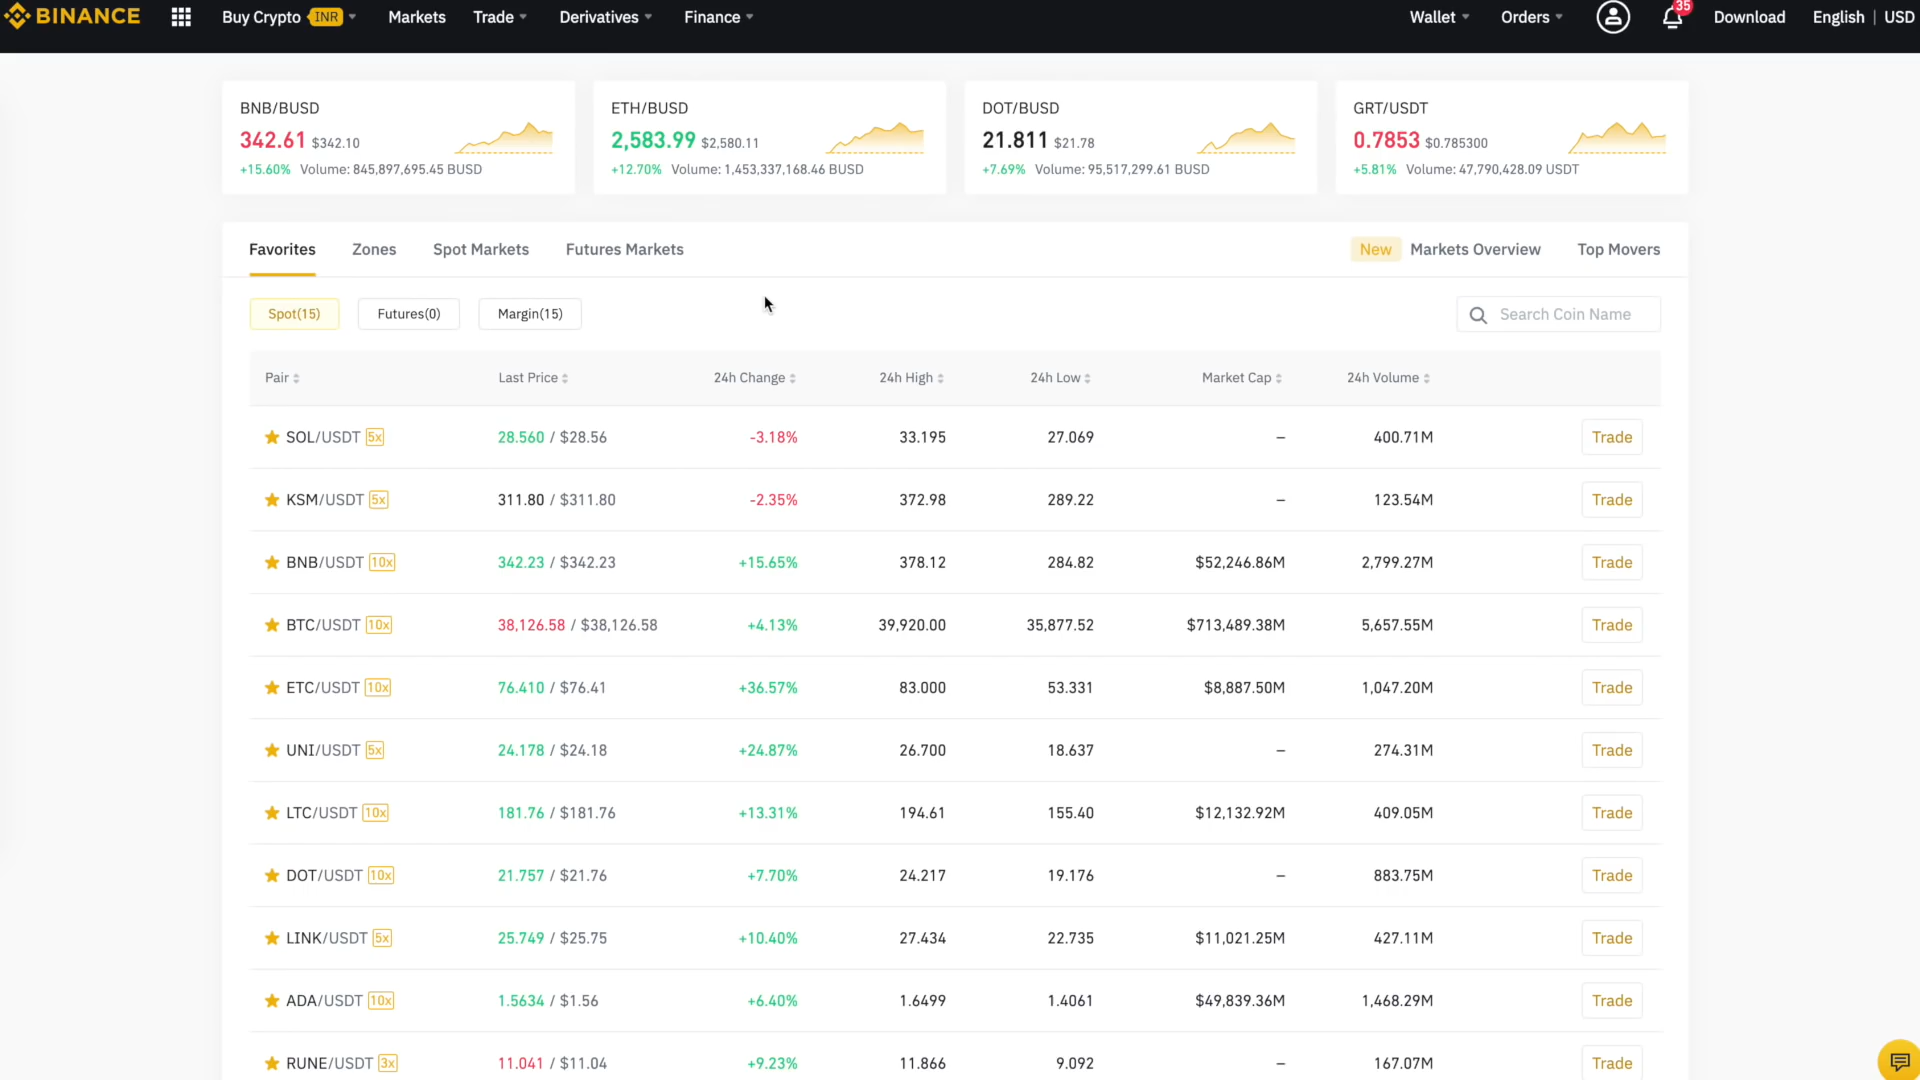 BINANCE Buy Crypto INR Markets Trade Derivatives Finance Wallet Orders 35 Download English | USD
BNB/BUSD
342.61 $342.10
+15.60% Volume: 845,897,695.45 BUSD
ETH/BUSD
2,583.99 $2,580.11
+12.70% Volume: 1,453,337,168.46 BUSD
DOT/BUSD
21.811 $21.78
+7.69% Volume: 95,517,299.61 BUSD
GRT/USDT
0.7853 $0.785300
+5.81% Volume: 47,790,428.09 USDT
Favorites Zones Spot Markets Futures Markets New Markets Overview Top Movers
Spot(15) Futures(0) Margin(15) Search Coin Name
Pair Last Price 24h Change 24h High 24h Low Market Cap 24h Volume
SOL/USDT 5x 28.560 / $28.56 -3.18% 33.195 27.069 – 400.71M Trade
KSM/USDT 5x 311.80 / $311.80 -2.35% 372.98 289.22 – 123.54M Trade
BNB/USDT 10x 342.23 / $342.23 +15.65% 378.12 284.82 $52,246.86M 2,799.27M Trade
BTC/USDT 10x 38,126.58 / $38,126.58 +4.13% 39,920.00 35,877.52 $713,489.38M 5,657.55M Trade
ETC/USDT 10x 76.410 / $76.41 +36.57% 83.000 53.331 $8,887.50M 1,047.20M Trade
UNI/USDT 5x 24.178 / $24.18 +24.87% 26.700 18.637 – 274.31M Trade
LTC/USDT 10x 181.76 / $181.76 +13.31% 194.61 155.40 $12,132.92M 409.05M Trade
DOT/USDT 10x 21.757 / $21.76 +7.70% 24.217 19.176 – 883.75M Trade
LINK/USDT 5x 25.749 / $25.75 +10.40% 27.434 22.735 $11,021.25M 427.11M Trade
ADA/USDT 10x 1.5634 / $1.56 +6.40% 1.6499 1.4061 $49,839.36M 1,468.29M Trade
RUNE/USDT 3x 11.041 / $11.04 +9.23% 11.866 9.092 – 167.07M Trade